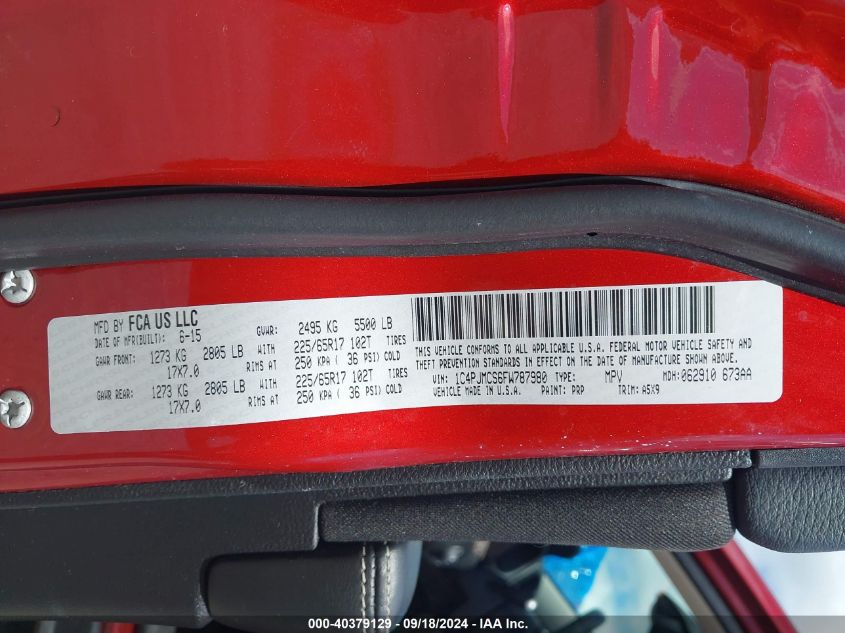 MFD BY FCA US LLC
DATE OF MFR(BUILT): 6-15 GVWR: 2495 KG 5500 LB
GAWR FRONT: 1273 KG 2805 LB WITH 225/65R17 102T TIRES
17X7.0 RIMS AT 250 KPA ( 36 PSI) COLD
GAWR REAR: 1273 KG 2805 LB WITH 225/65R17 102T TIRES
17X7.0 RIMS AT 250 KPA ( 36 PSI) COLD
THIS VEHICLE CONFORMS TO ALL APPLICABLE U.S.A. FEDERAL MOTOR VEHICLE SAFETY AND
THEFT PREVENTION STANDARDS IN EFFECT ON THE DATE OF MANUFACTURE SHOWN ABOVE.
VIN: 1C4PJMCS6FW787980 TYPE: MPV MDH: 062910 673AA
VEHICLE MADE IN U.S.A. PAINT: PRP TRIM: A5X9
000-40379129 - 09/18/2024 - IAA Inc.